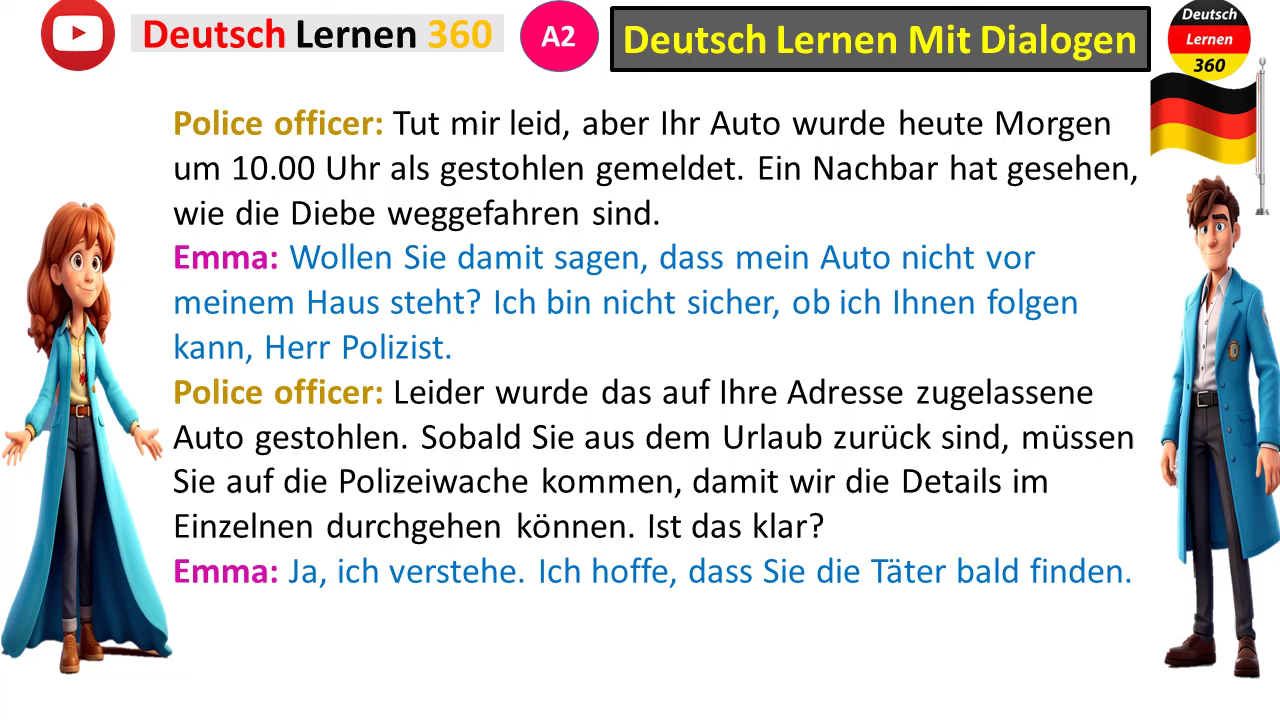 Deutsch Lernen 360
A2
Deutsch Lernen Mit Dialogen
Deutsch
Lernen
360
Police officer: Tut mir leid, aber Ihr Auto wurde heute Morgen
um 10.00 Uhr als gestohlen gemeldet. Ein Nachbar hat gesehen,
wie die Diebe weggefahren sind.
Emma: Wollen Sie damit sagen, dass mein Auto nicht vor
meinem Haus steht? Ich bin nicht sicher, ob ich Ihnen folgen
kann, Herr Polizist.
Police officer: Leider wurde das auf Ihre Adresse zugelassene
Auto gestohlen. Sobald Sie aus dem Urlaub zurück sind, müssen
Sie auf die Polizeiwache kommen, damit wir die Details im
Einzelnen durchgehen können. Ist das klar?
Emma: Ja, ich verstehe. Ich hoffe, dass Sie die Täter bald finden.